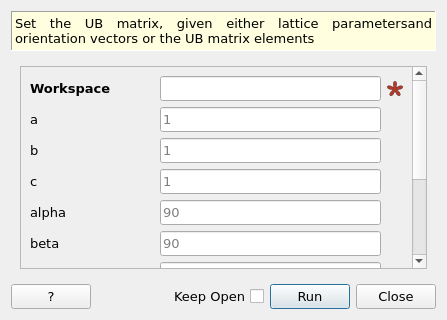 Set the UB matrix, given either lattice parametersand
orientation vectors or the UB matrix elements
Workspace
a 1
b 1
c 1
alpha 90
beta 90
? Keep Open Run Close